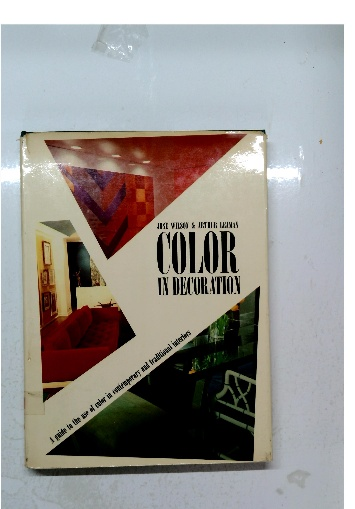 JOSE WILSON & ARTHUR LEAMAN
COLOR
IN DECORATION
A guide to the use of color in contemporary and traditional interiors